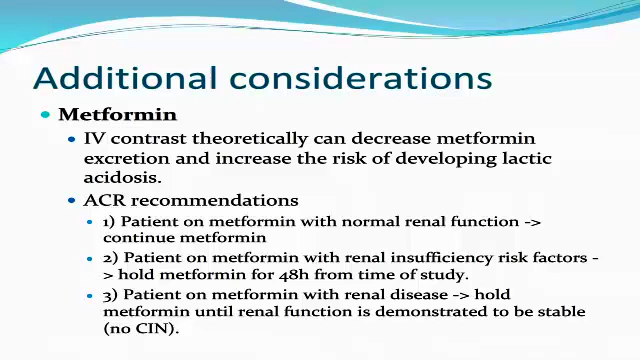 Additional considerations
Metformin
IV contrast theoretically can decrease metformin
excretion and increase the risk of developing lactic
acidosis.
ACR recommendations
1) Patient on metformin with normal renal function ->
continue metformin
2) Patient on metformin with renal insufficiency risk factors -
> hold metformin for 48h from time of study.
3) Patient on metformin with renal disease -> hold
metformin until renal function is demonstrated to be stable
(no CIN).